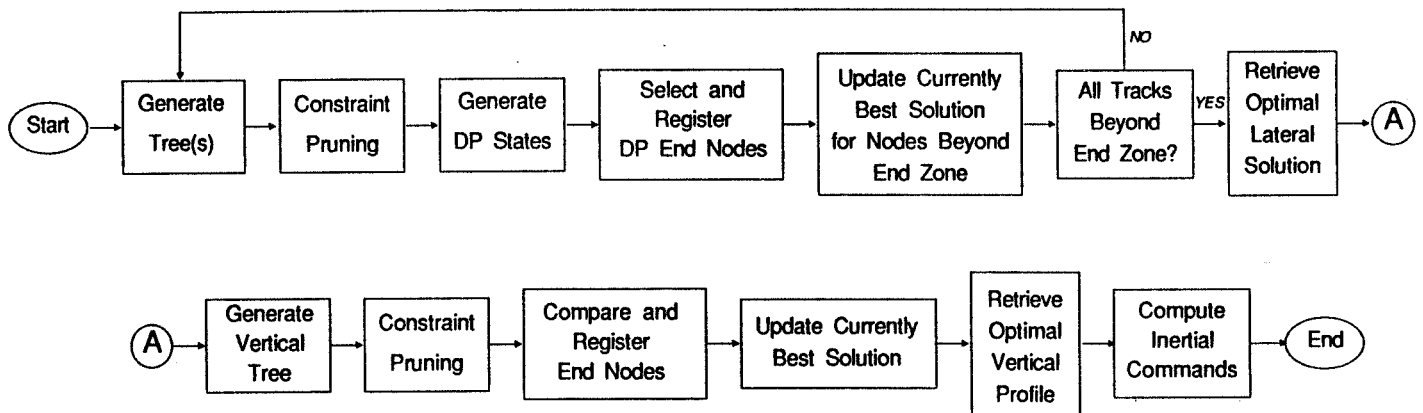 NO
Start
Generate
Tree(s)
Constraint
Pruning
Generate
DP States
Select and
Register
DP End Nodes
Update Currently
Best Solution
for Nodes Beyond
End Zone
All Tracks
Beyond
End Zone?
YES
Retrieve
Optimal
Lateral
Solution
A
A
Generate
Vertical
Tree
Constraint
Pruning
Compare and
Register
End Nodes
Update Currently
Best Solution
Retrieve
Optimal
Vertical
Profile
Compute
Inertial
Commands
End